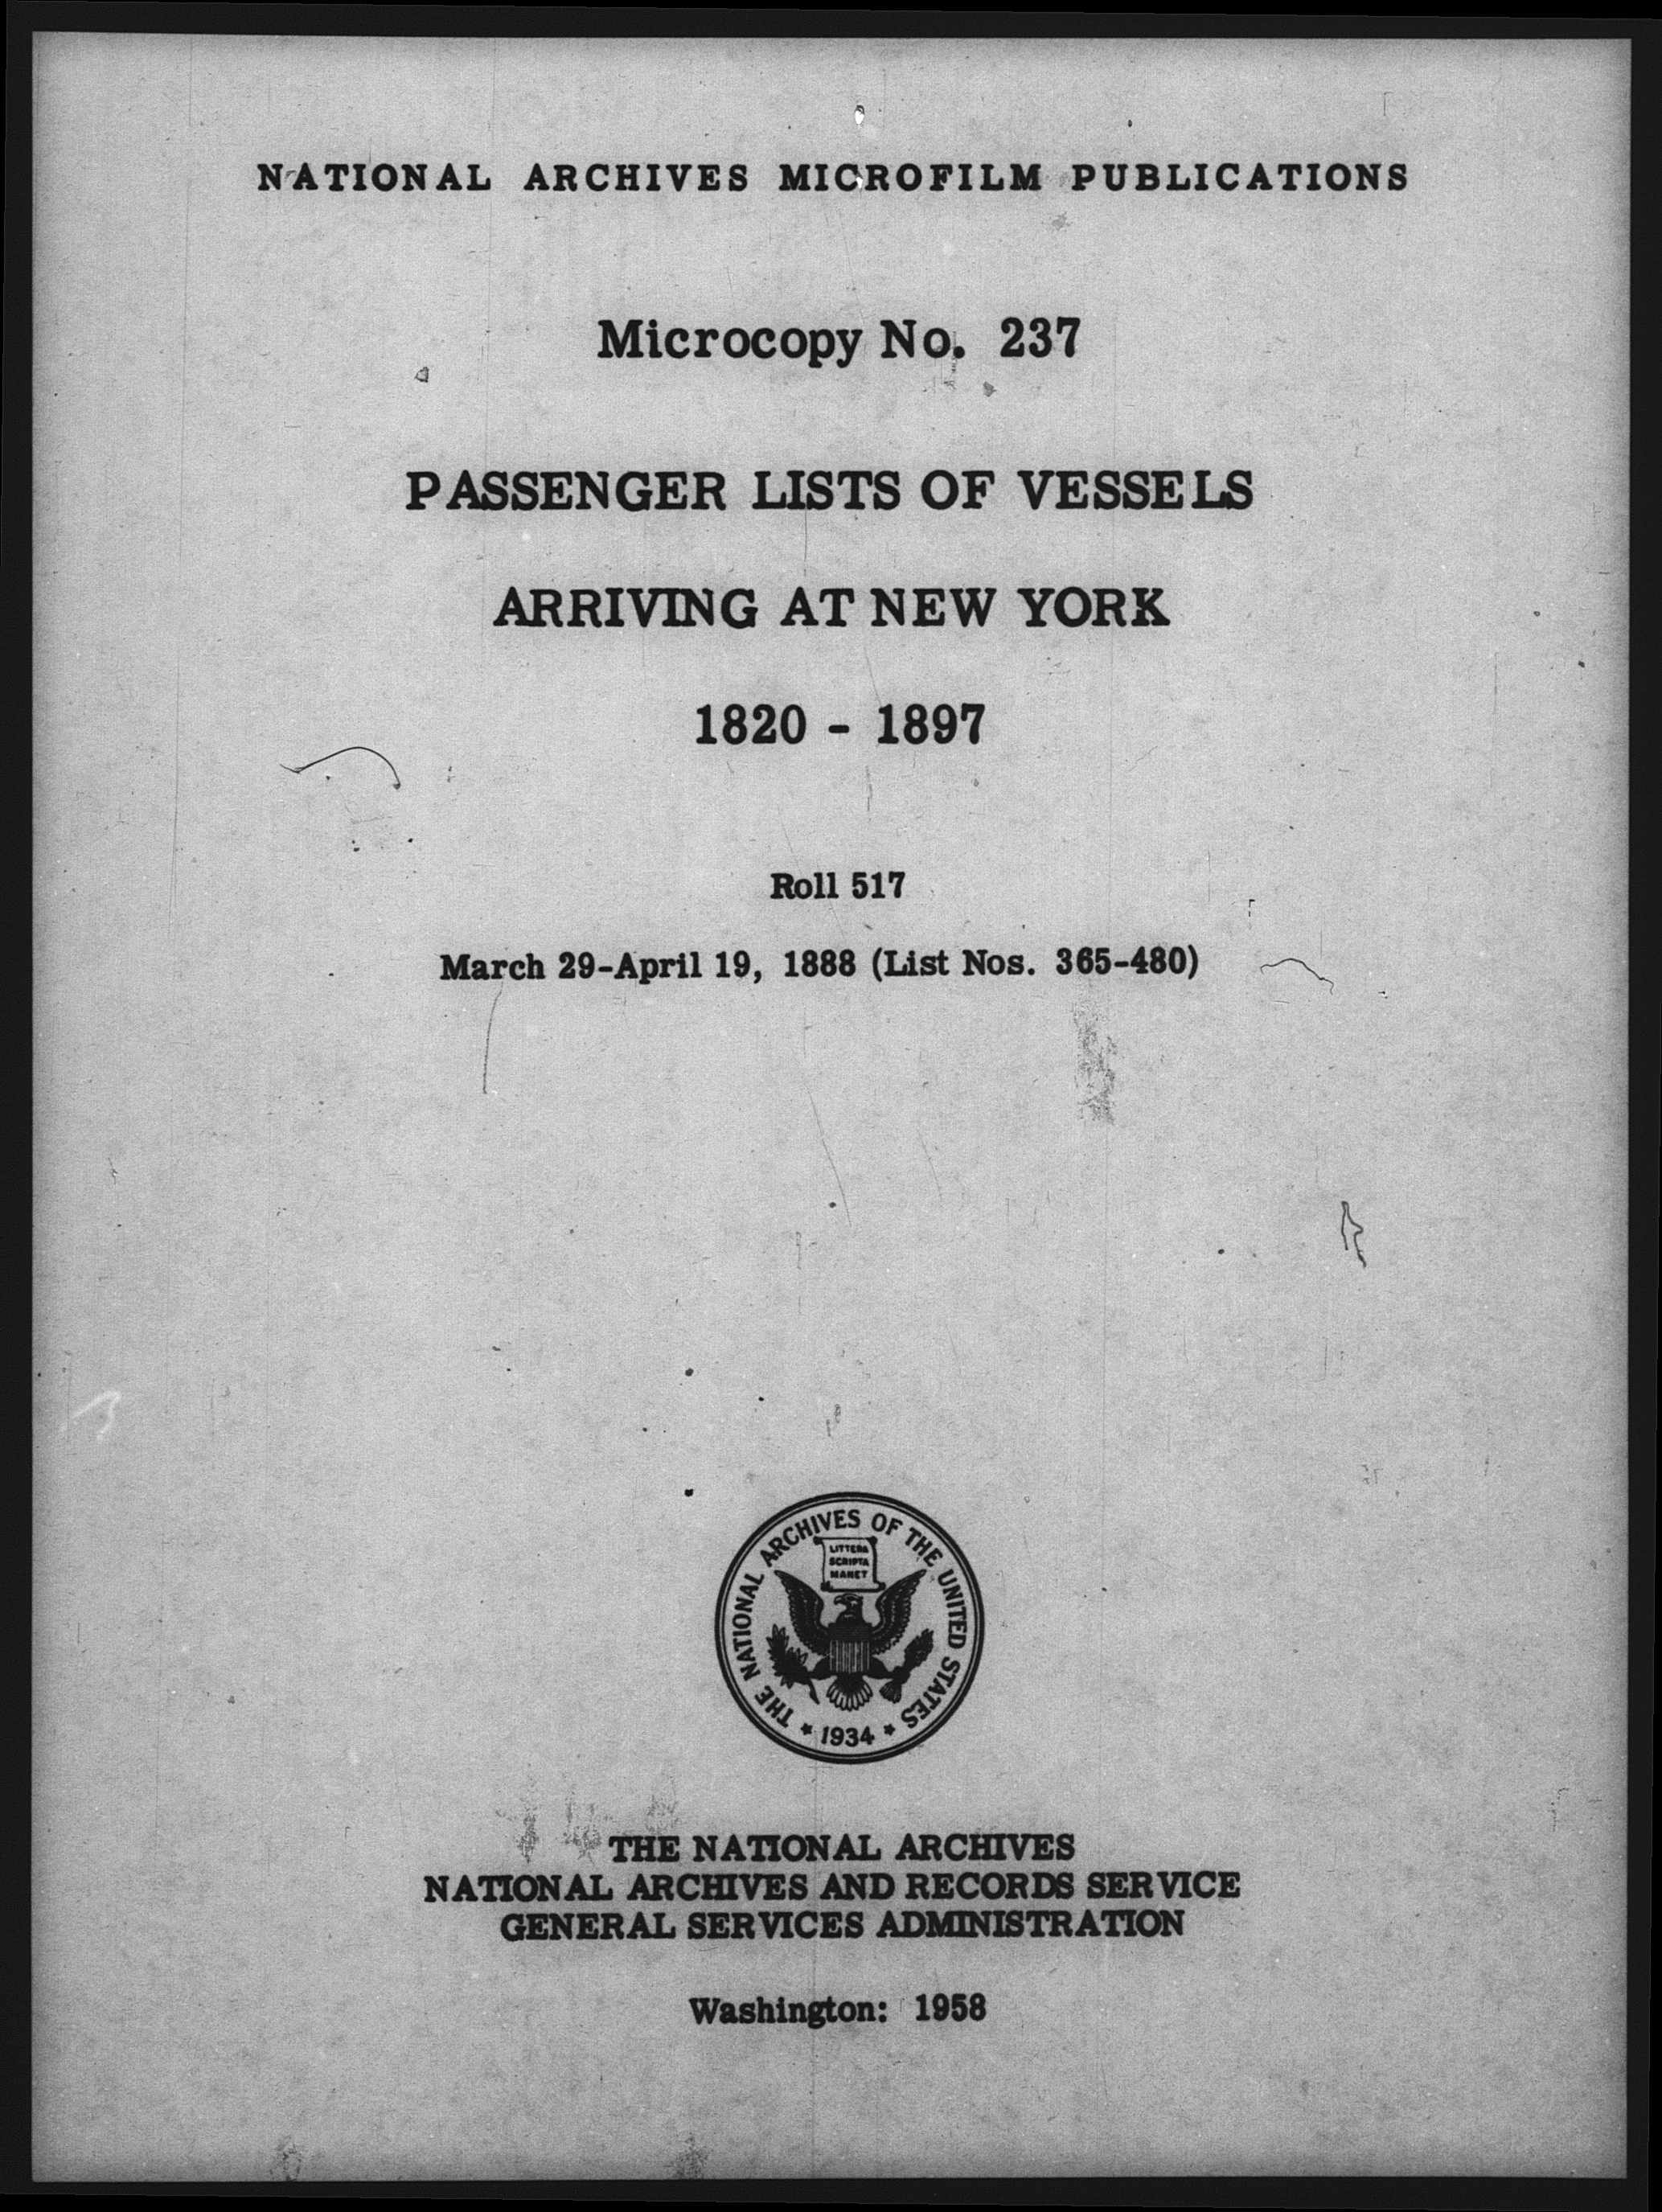 NATIONAL ARCHIVES MICROFILM PUBLICATIONS
Microcopy No. 237
PASSENGER LISTS OF VESSELS
ARRIVING AT NEW YORK
1820 - 1897
Roll 517
March 29-April 19, 1888 (List Nos. 365-480)
THE NATIONAL ARCHIVES OF THE UNITED STATES
LITTERA
SCRIPTA
MANET
★ 1934 ★
THE NATIONAL ARCHIVES
NATIONAL ARCHIVES AND RECORDS SERVICE
GENERAL SERVICES ADMINISTRATION
Washington: 1958